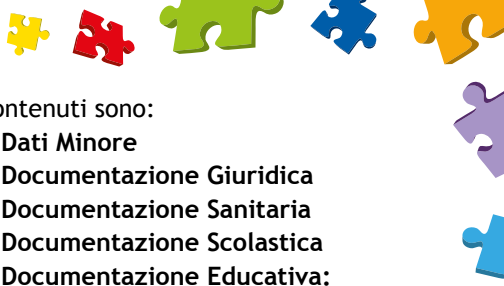 ontenuti sono:
Dati Minore
Documentazione Giuridica
Documentazione Sanitaria
Documentazione Scolastica
Documentazione Educativa: